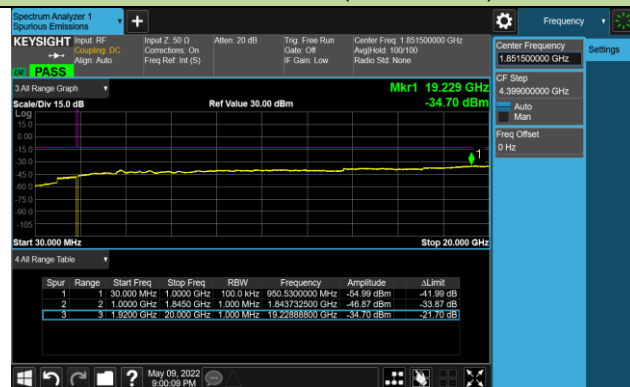 Spectrum Analyzer 1
Spurious Emissions
Frequency
KEYSIGHT Input: RF
Coupling: DC
Align: Auto
Input Z: 50 Ω
Corrections: On
Freq Ref: Int (S)
Atten: 20 dB
Trig: Free Run
Gate: Off
IF Gain: Low
Center Freq: 1.851500000 GHz
Avg|Hold: 100/100
Radio Std: None
PASS
Center Frequency
1.851500000 GHz
Settings
CF Step
4.399000000 GHz
Auto
Man
Freq Offset
0 Hz
3 All Range Graph
Mkr1 19.229 GHz
Scale/Div 15.0 dB
Ref Value 30.00 dBm
-34.70 dBm
Log
15.0
0.00
-15.0
-30.0
-45.0
-60.0
-75.0
-90.0
-105
1
Start 30.000 MHz
Stop 20.000 GHz
4 All Range Table
Spur Range Start Freq Stop Freq RBW Frequency Amplitude ΔLimit
1 1 30.000 MHz 1.0000 GHz 100.0 kHz 950.5300000 MHz -54.99 dBm -41.99 dB
2 2 1.0000 GHz 1.8450 GHz 1.000 MHz 1.843732500 GHz -46.87 dBm -33.87 dB
3 3 1.9200 GHz 20.000 GHz 1.000 MHz 19.22888800 GHz -34.70 dBm -21.70 dB
May 09, 2022
9:00:09 PM